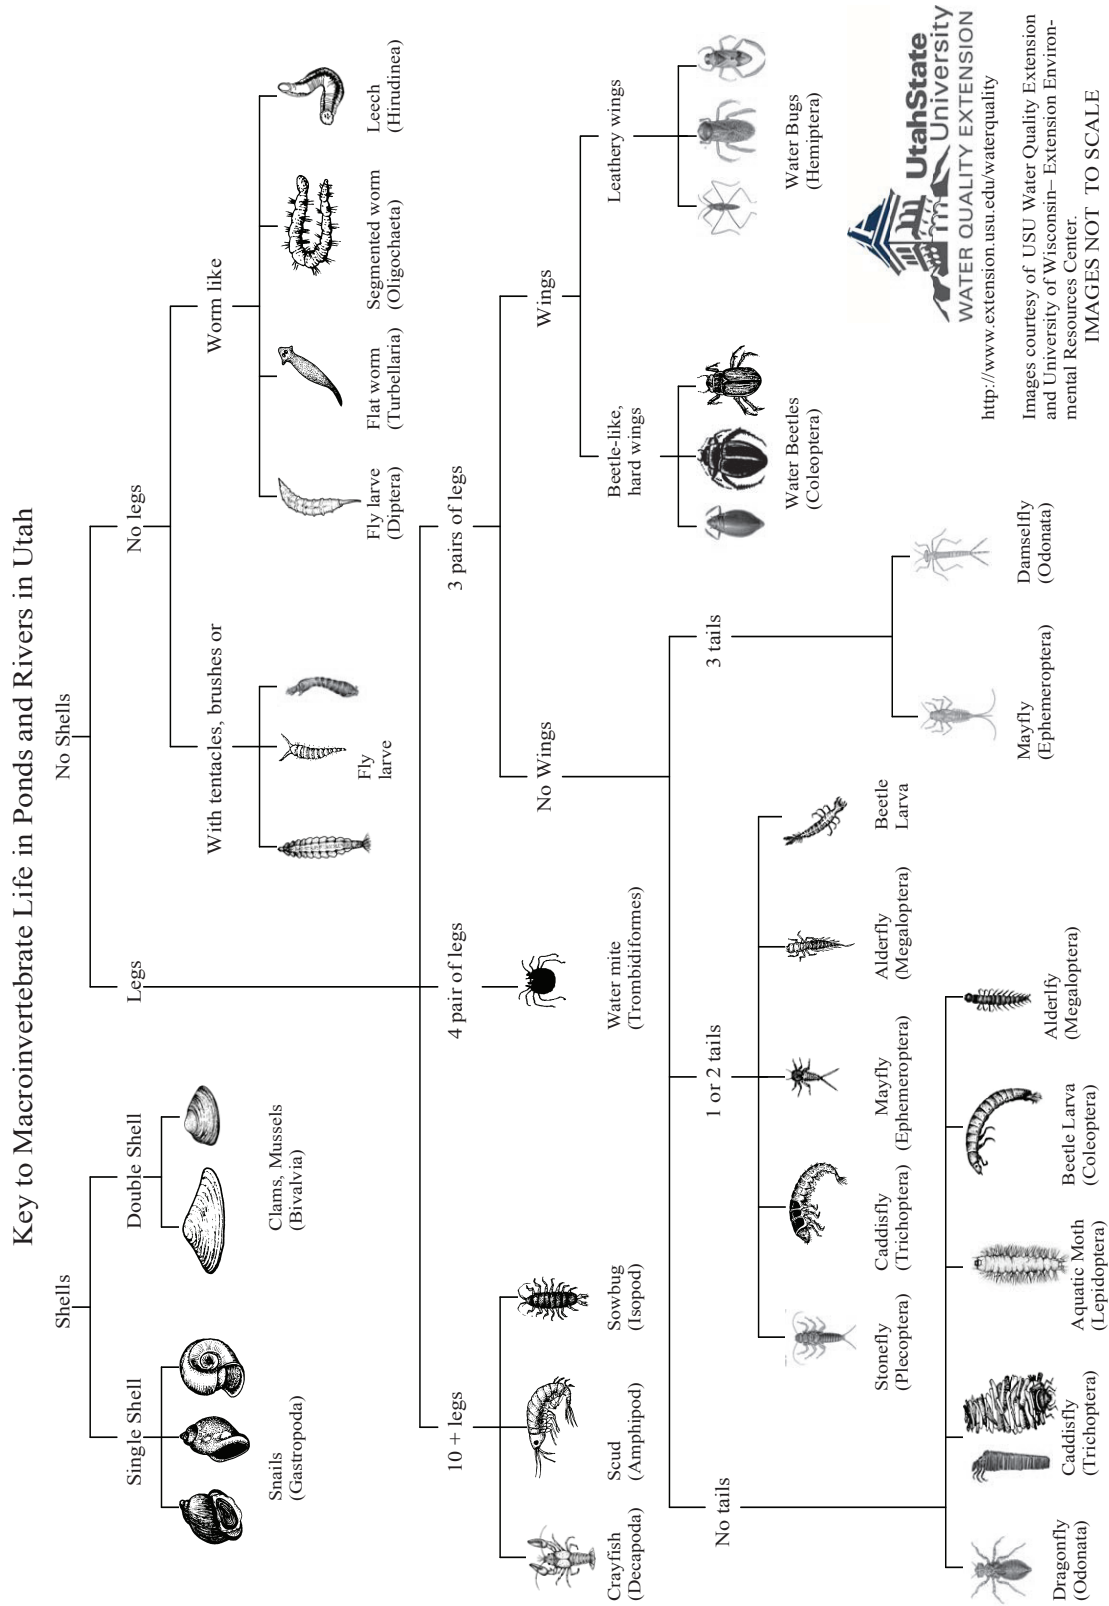 Key to Macroinvertebrate Life in Ponds and Rivers in Utah
Shells
No Shells
Single Shell
Double Shell
Legs
No legs
Snails
(Gastropoda)
Clams, Mussels
(Bivalvia)
With tentacles, brushes or
Worm like
Fly
larve
Fly larve
(Diptera)
Flat worm
(Turbellaria)
Segmented worm
(Oligochaeta)
Leech
(Hirudinea)
10 + legs
4 pair of legs
3 pairs of legs
Crayfish
(Decapoda)
Scud
(Amphipod)
Sowbug
(Isopod)
Water mite
(Trombidiformes)
No Wings
Wings
Beetle-like,
hard wings
Leathery wings
Water Beetles
(Coleoptera)
Water Bugs
(Hemiptera)
No tails
1 or 2 tails
3 tails
Stonefly
(Plecoptera)
Caddisfly
(Trichoptera)
Mayfly
(Ephemeroptera)
Alderfly
(Megaloptera)
Beetle
Larva
Mayfly
(Ephemeroptera)
Damselfly
(Odonata)
Dragonfly
(Odonata)
Caddisfly
(Trichoptera)
Aquatic Moth
(Lepidoptera)
Beetle Larva
(Coleoptera)
Alderlfy
(Megaloptera)
UtahState
University
WATER QUALITY EXTENSION
http://www.extension.usu.edu/waterquality
Images courtesy of USU Water Quality Extension
and University of Wisconsin– Extension Environ-
mental Resources Center.
IMAGES NOT TO SCALE